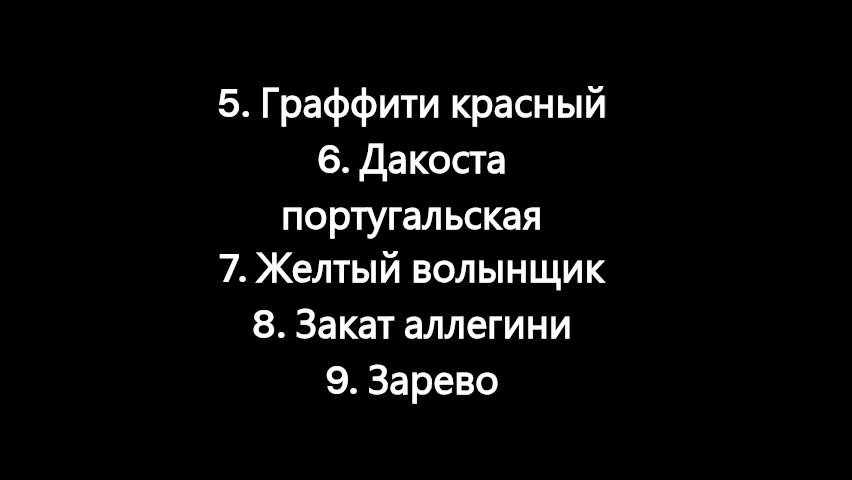 5. Граффити красный
6. Дакоста
португальская
7. Желтый волынщик
8. Закат аллегини
9. Зарево